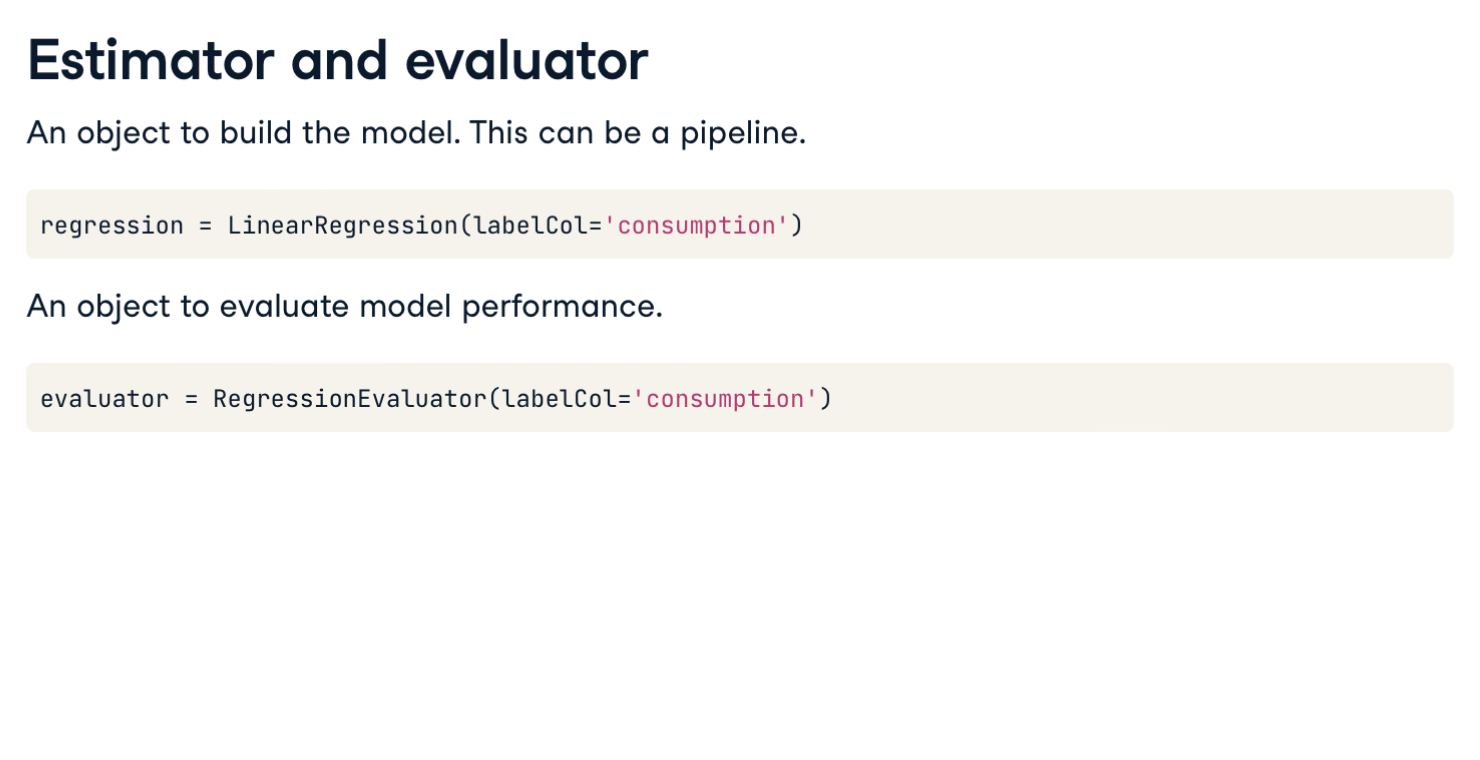 Estimator and evaluator
An object to build the model. This can be a pipeline.
regression = LinearRegression(labelCol='consumption')
An object to evaluate model performance.
evaluator = RegressionEvaluator(labelCol='consumption')